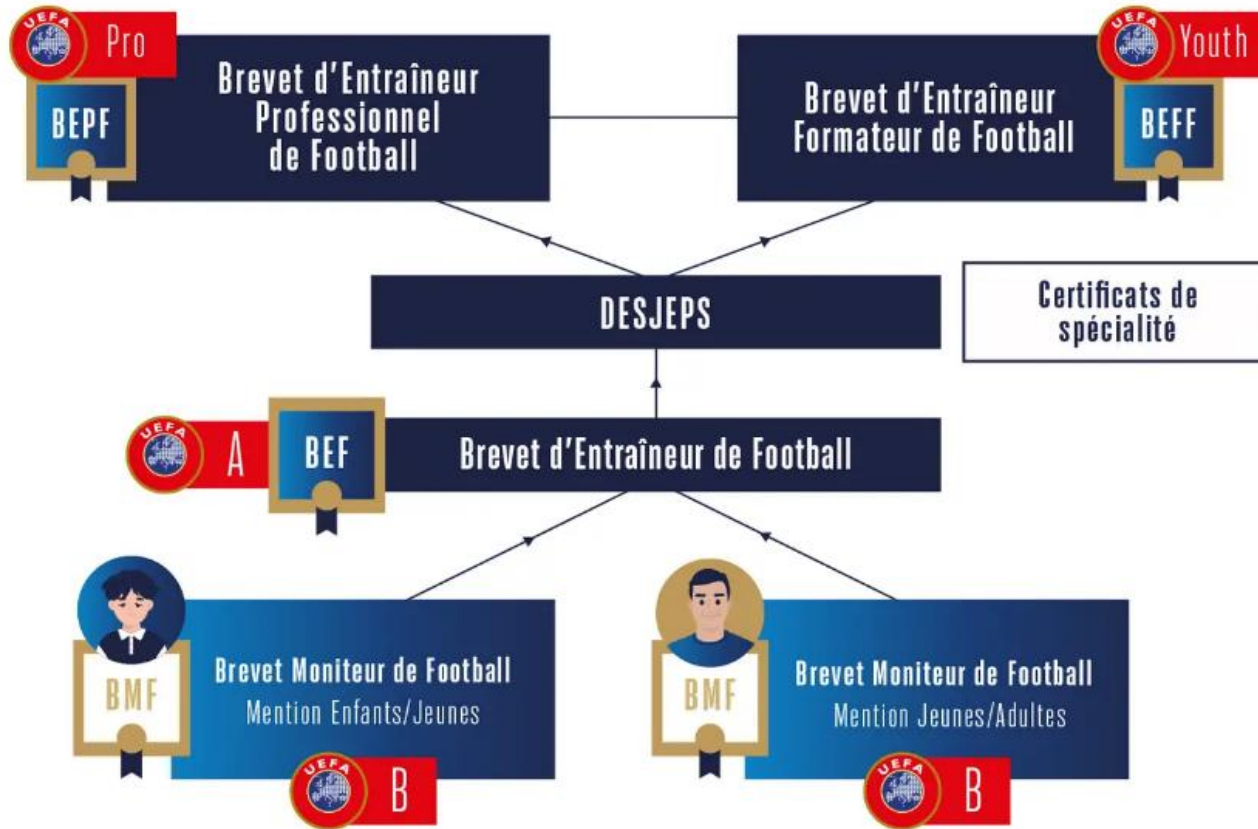 UEFA
Pro
BEPF
Brevet d'Entraîneur
Professionnel
de Football
Brevet d'Entraîneur
Formateur de Football
UEFA
Youth
BEFF
DESJEPS
Certificats de
spécialité
UEFA
A
BEF
Brevet d'Entraîneur de Football
BMF
Brevet Moniteur de Football
Mention Enfants/Jeunes
UEFA
B
BMF
Brevet Moniteur de Football
Mention Jeunes/Adultes
UEFA
B